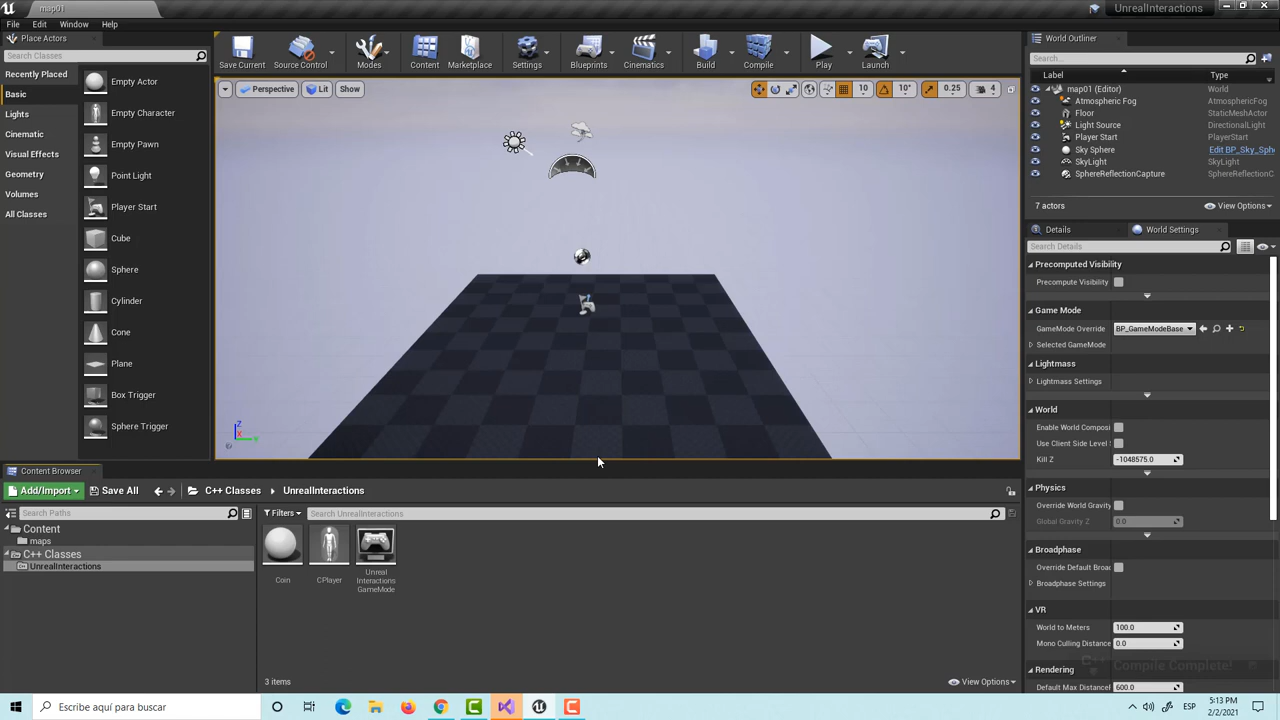 map01
UnrealInteractions
File Edit Window Help
Place Actors
Search Classes
Recently Placed
Basic
Lights
Cinematic
Visual Effects
Geometry
Volumes
All Classes
Empty Actor
Empty Character
Empty Pawn
Point Light
Player Start
Cube
Sphere
Cylinder
Cone
Plane
Box Trigger
Sphere Trigger
Save Current
Source Control
Modes
Content
Marketplace
Settings
Blueprints
Cinematics
Build
Compile
Play
Launch
Perspective
Lit
Show
10
10°
0.25
4
Z
X
Y
World Outliner
Search...
Label Type
map01 (Editor) World
Atmospheric Fog AtmosphericFog
Floor StaticMeshActor
Light Source DirectionalLight
Player Start PlayerStart
Sky Sphere Edit BP_Sky_Sph
SkyLight SkyLight
SphereReflectionCapture SphereReflectionC
7 actors View Options
Details World Settings
Search Details
Precomputed Visibility
Precompute Visibility
Game Mode
GameMode Override BP_GameModeBase
Selected GameMode
Lightmass
Lightmass Settings
World
Enable World Composi
Use Client Side Level
Kill Z -1048575.0
Physics
Override World Gravity
Global Gravity Z 0.0
Broadphase
Override Default Broad
Broadphase Settings
VR
World to Meters 100.0
Mono Culling Distance 0.0
Rendering
Compile Complete!
Default Max Distance 600.0
Content Browser
Add/Import Save All C++ Classes UnrealInteractions
Search Paths
Content
maps
C++ Classes
UnrealInteractions
Filters Search UnrealInteractions
Coin
CPlayer
Unreal
Interactions
GameMode
3 items View Options
Escribe aquí para buscar
ESP
5:13 PM
2/2/2021